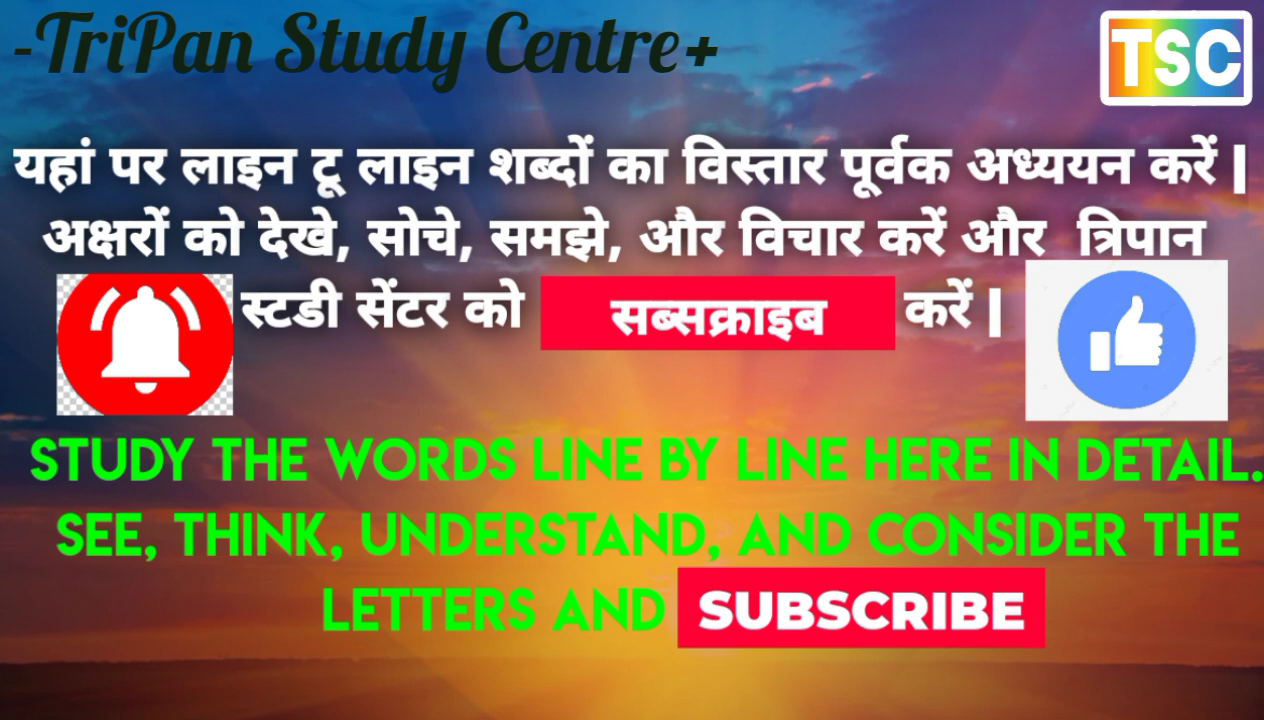 -TriPan Study Centre+
TSC
यहां पर लाइन टू लाइन शब्दों का विस्तार पूर्वक अध्ययन करें |
अक्षरों को देखे, सोचे, समझे, और विचार करें और त्रिपान
स्टडी सेंटर को सब्सक्राइब करें |
STUDY THE WORDS LINE BY LINE HERE IN DETAIL.
SEE, THINK, UNDERSTAND, AND CONSIDER THE
LETTERS AND SUBSCRIBE